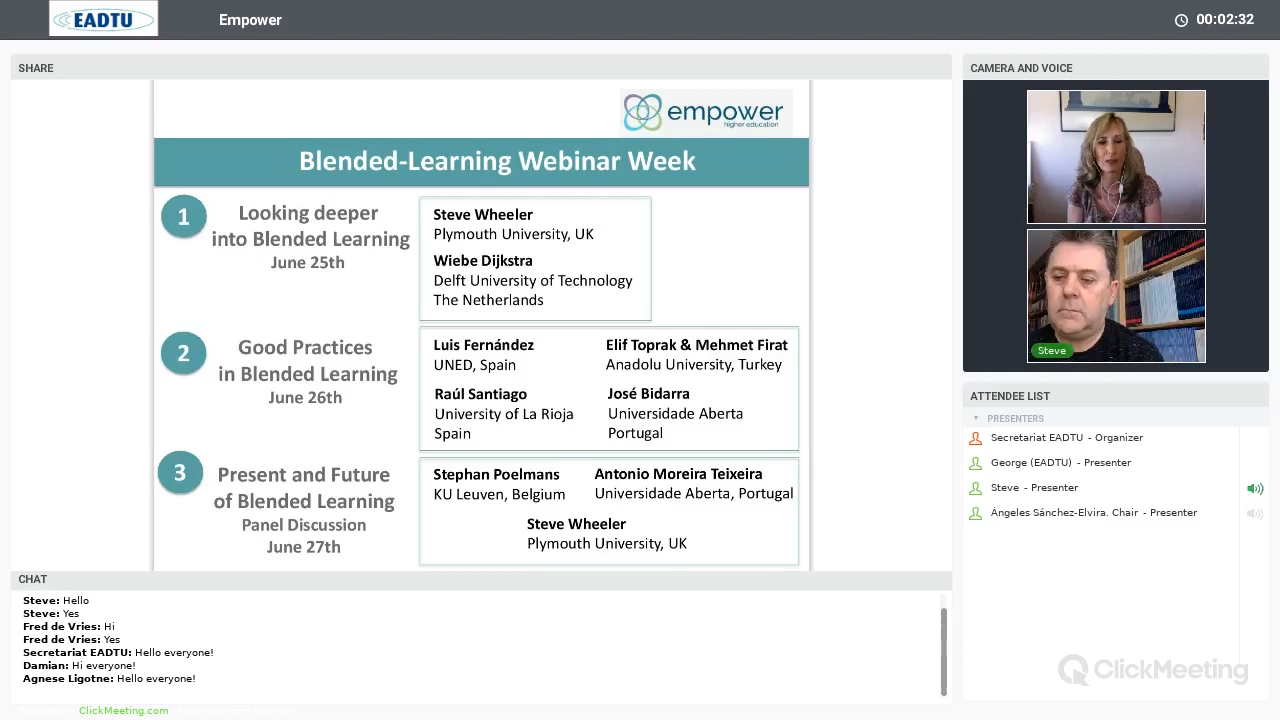 EADTU
Empower
00:02:32
SHARE
empower
higher education
Blended-Learning Webinar Week
1
Looking deeper
into Blended Learning
June 25th
Steve Wheeler
Plymouth University, UK
Wiebe Dijkstra
Delft University of Technology
The Netherlands
2
Good Practices
in Blended Learning
June 26th
Luis Fernández
UNED, Spain
Raúl Santiago
University of La Rioja
Spain
Elif Toprak & Mehmet Firat
Anadolu University, Turkey
José Bidarra
Universidade Aberta
Portugal
3
Present and Future
of Blended Learning
Panel Discussion
June 27th
Stephan Poelmans
KU Leuven, Belgium
Antonio Moreira Teixeira
Universidade Aberta, Portugal
Steve Wheeler
Plymouth University, UK
CHAT
Steve: Hello
Steve: Yes
Fred de Vries: Hi
Fred de Vries: Yes
Secretariat EADTU: Hello everyone!
Damian: Hi everyone!
Agnese Ligotne: Hello everyone!
ClickMeeting.com
CAMERA AND VOICE
Steve
ATTENDEE LIST
PRESENTERS
Secretariat EADTU - Organizer
George (EADTU) - Presenter
Steve - Presenter
Ángeles Sánchez-Elvira. Chair - Presenter
ClickMeeting